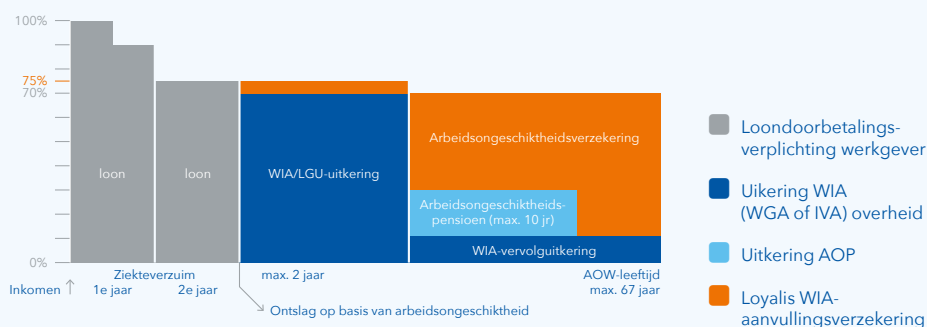 100%
75%
70%
0%
loon
loon
WIA/LGU-uitkering
Arbeidsongeschiktheidsverzekering
Arbeidsongeschiktheids-
pensioen (max. 10 jr)
WIA-vervolguitkering
Inkomen
Ziekteverzuim
1e jaar
2e jaar
max. 2 jaar
AOW-leeftijd
max. 67 jaar
Ontslag op basis van arbeidsongeschiktheid
Loondoorbetalings-
verplichting werkgever
Uikering WIA
(WGA of IVA) overheid
Uitkering AOP
Loyalis WIA-
aanvullingsverzekering